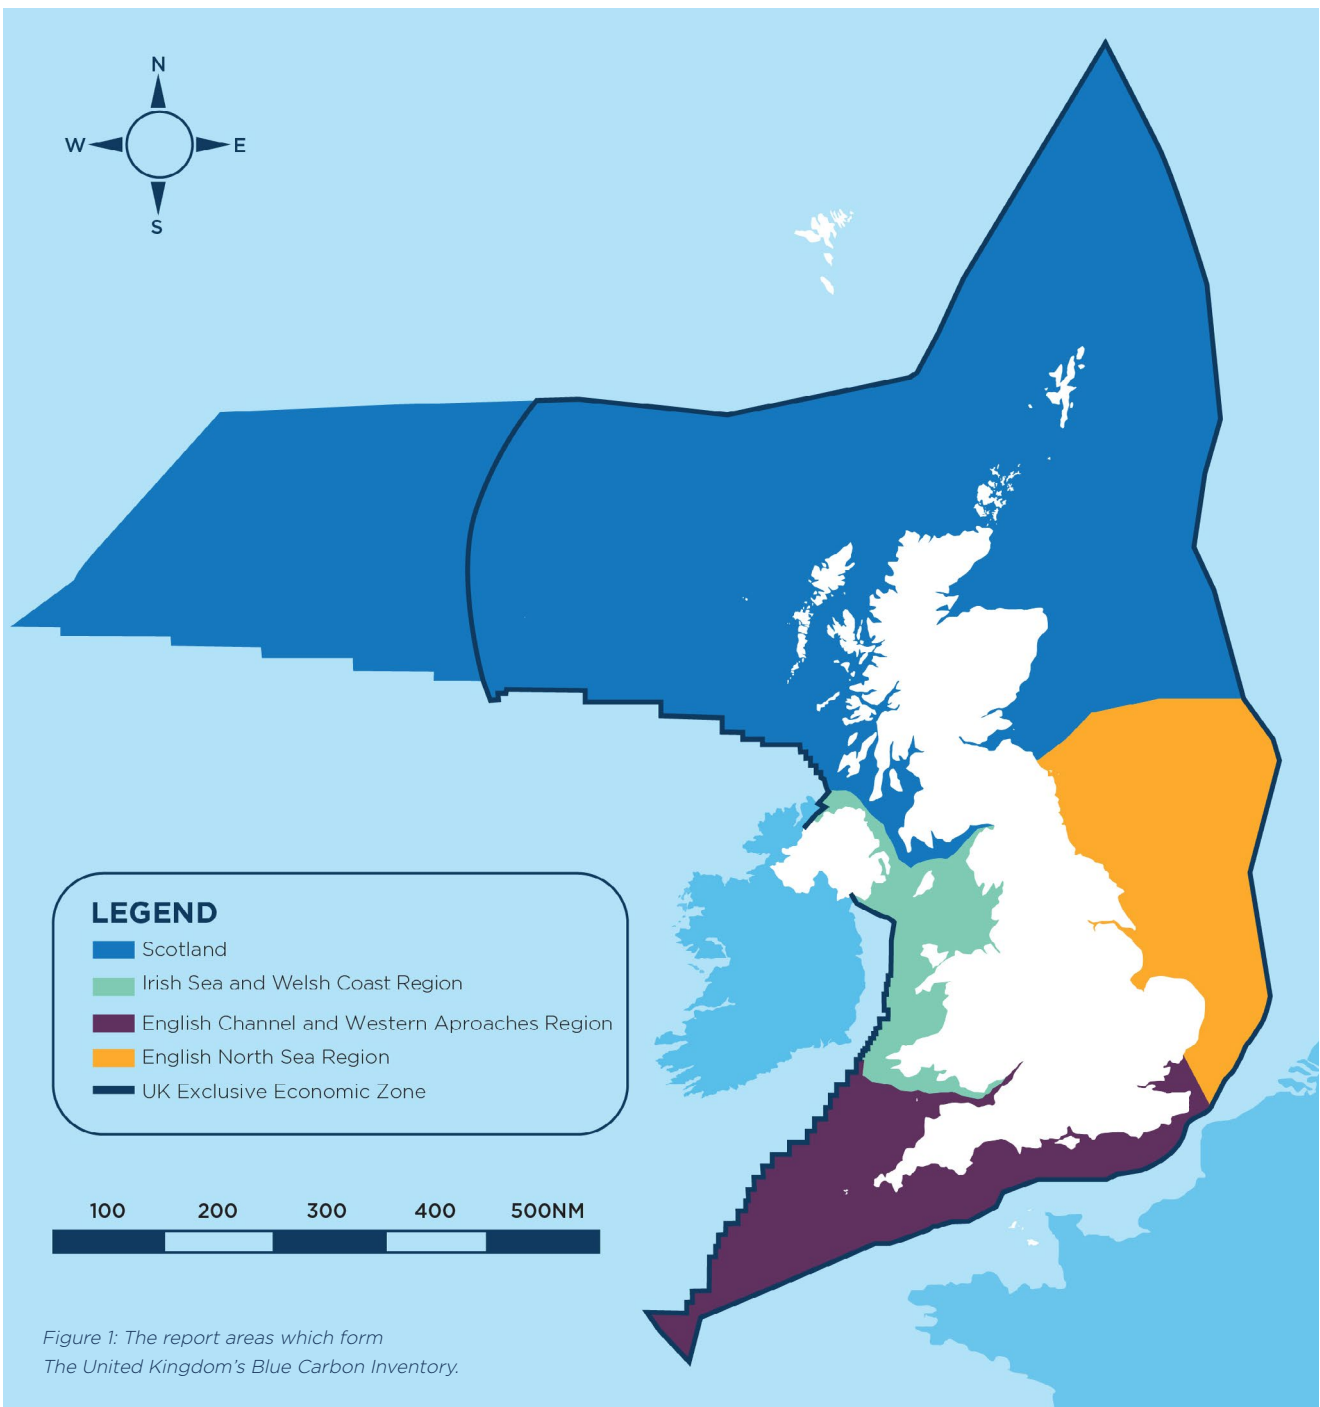 N
W E
S
LEGEND
Scotland
Irish Sea and Welsh Coast Region
English Channel and Western Aproaches Region
English North Sea Region
UK Exclusive Economic Zone
100 200 300 400 500NM
Figure 1: The report areas which form
The United Kingdom's Blue Carbon Inventory.